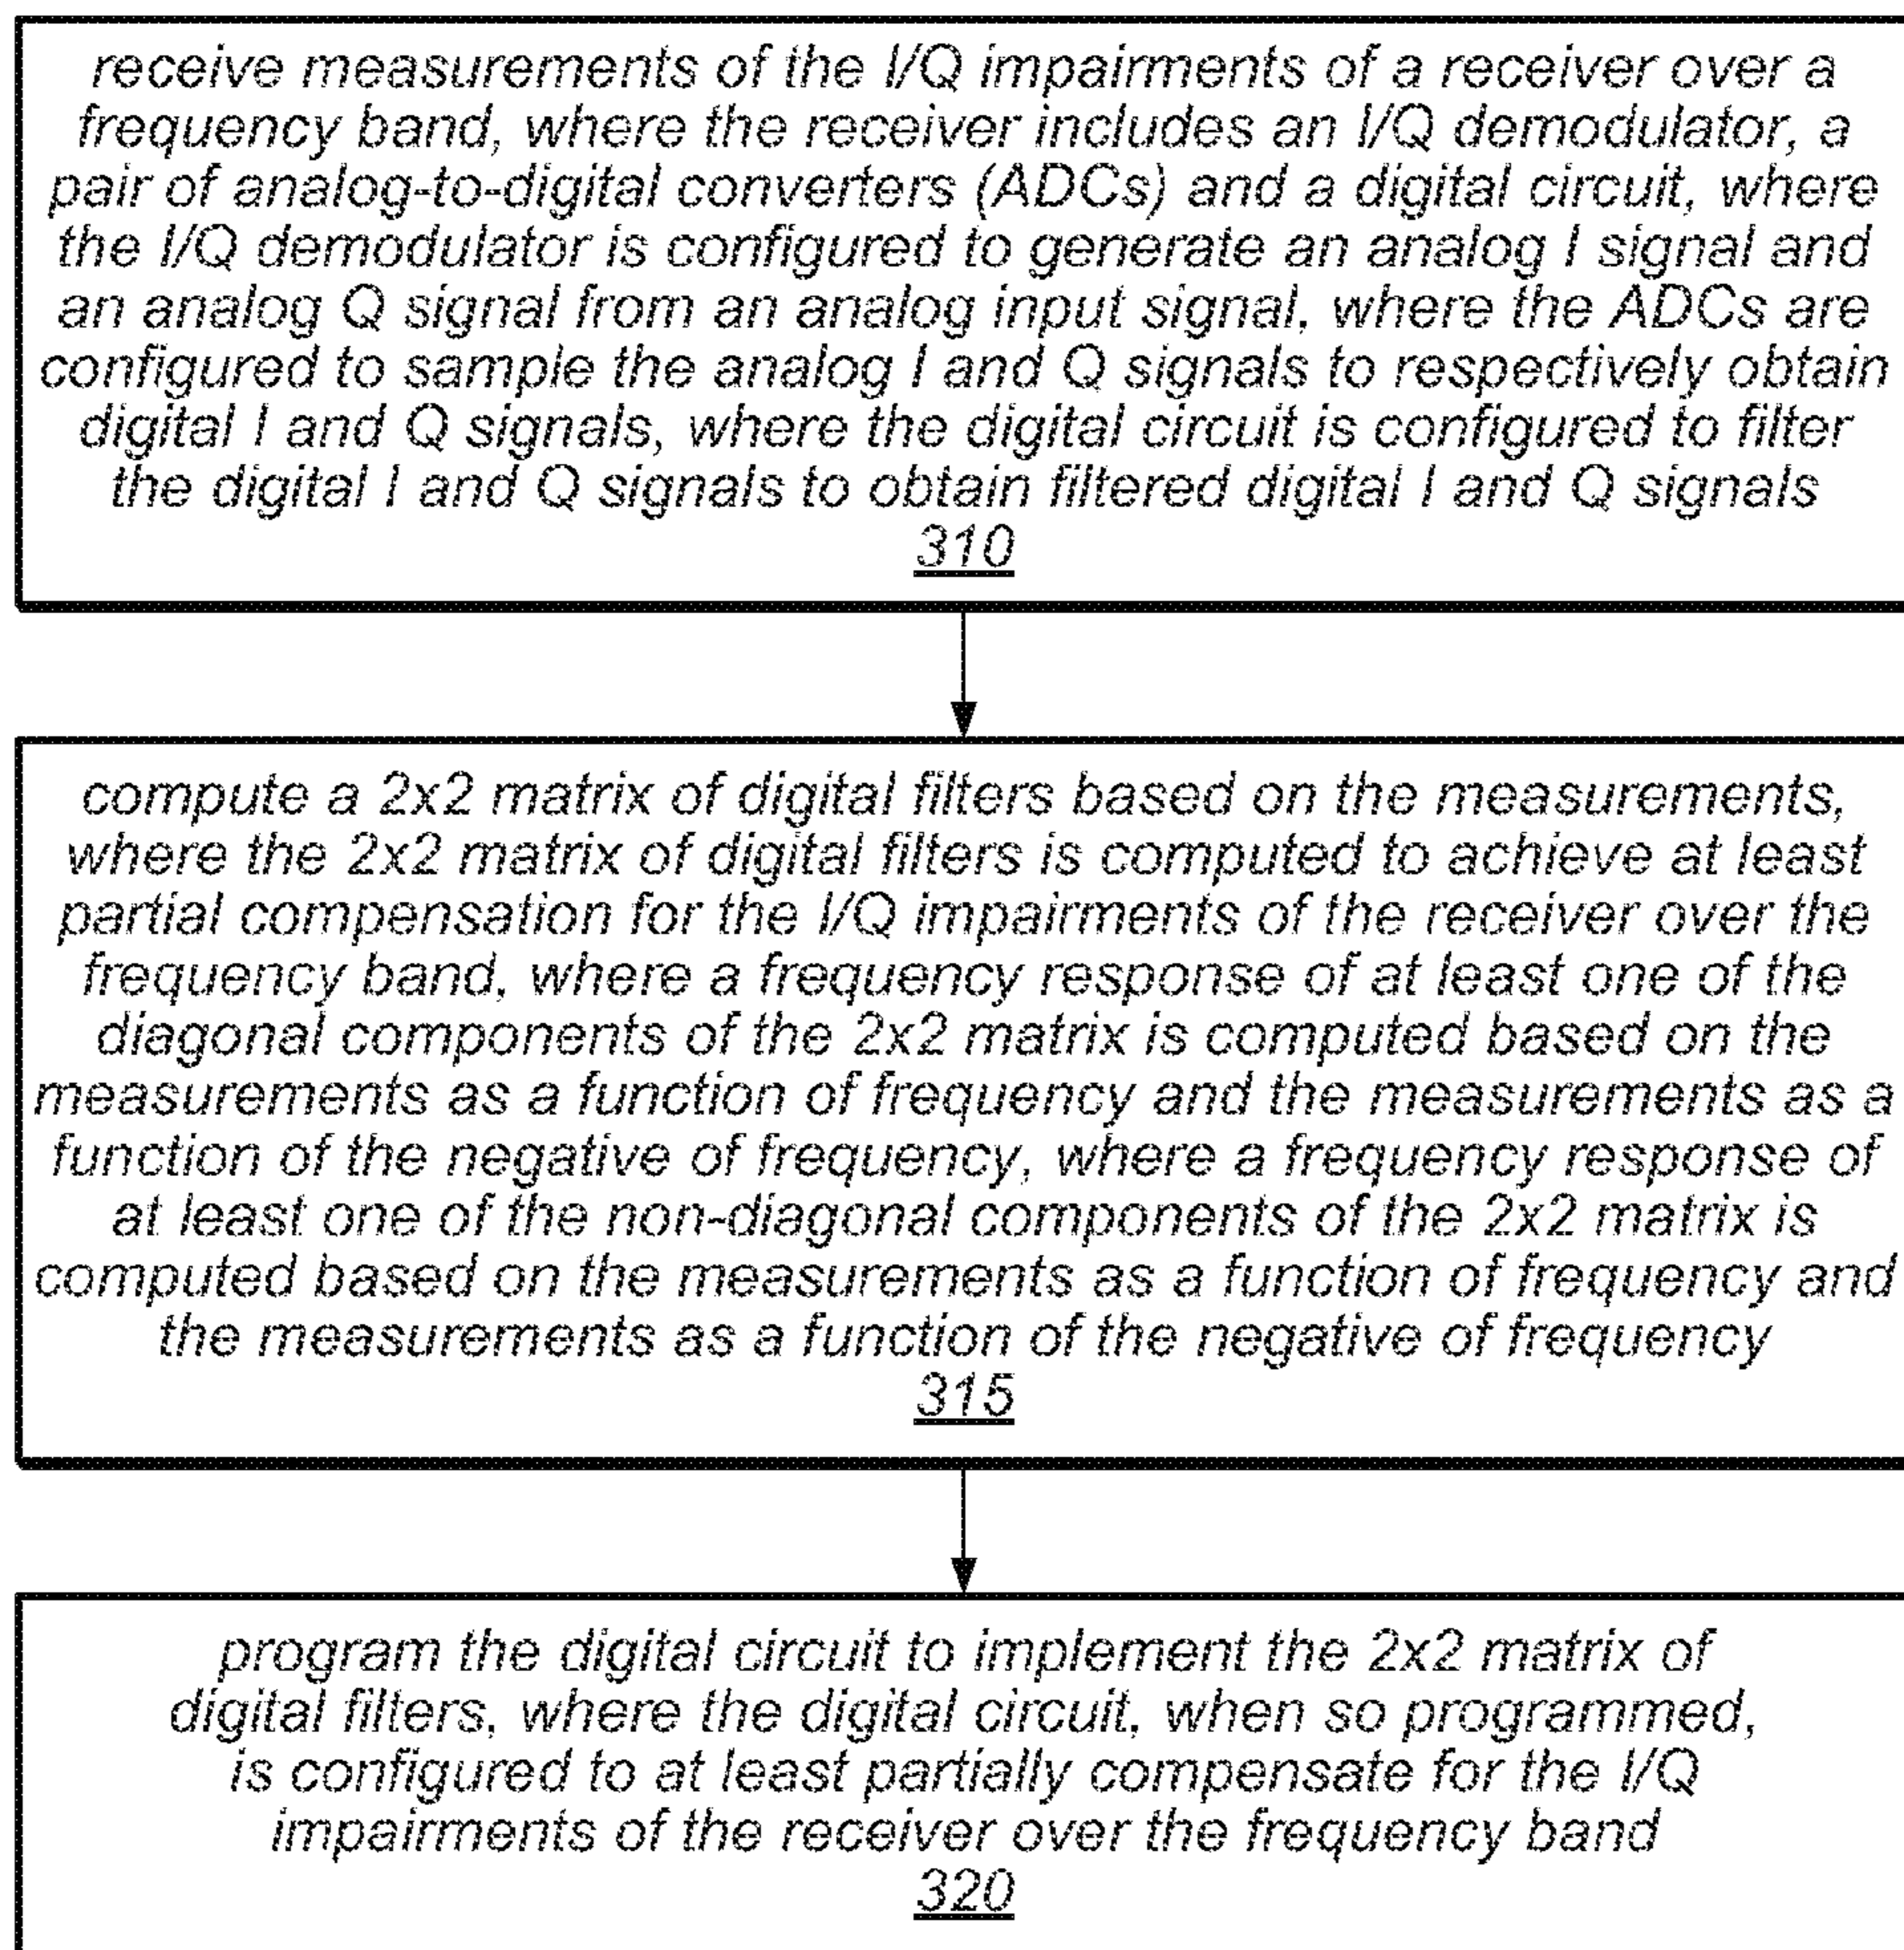 receive measurements of the I/Q impairments of a receiver over a
frequency band, where the receiver includes an I/Q demodulator, a
pair of analog-to-digital converters (ADCs) and a digital circuit, where
the I/Q demodulator is configured to generate an analog I signal and
an analog Q signal from an analog input signal, where the ADCs are
configured to sample the analog I and Q signals to respectively obtain
digital I and Q signals, where the digital circuit is configured to filter
the digital I and Q signals to obtain filtered digital I and Q signals
310
compute a 2x2 matrix of digital filters based on the measurements,
where the 2x2 matrix of digital filters is computed to achieve at least
partial compensation for the I/Q impairments of the receiver over the
frequency band, where a frequency response of at least one of the
diagonal components of the 2x2 matrix is computed based on the
measurements as a function of frequency and the measurements as a
function of the negative of frequency, where a frequency response of
at least one of the non-diagonal components of the 2x2 matrix is
computed based on the measurements as a function of frequency and
the measurements as a function of the negative of frequency
315
program the digital circuit to implement the 2x2 matrix of
digital filters, where the digital circuit, when so programmed,
is configured to at least partially compensate for the I/Q
impairments of the receiver over the frequency band
320